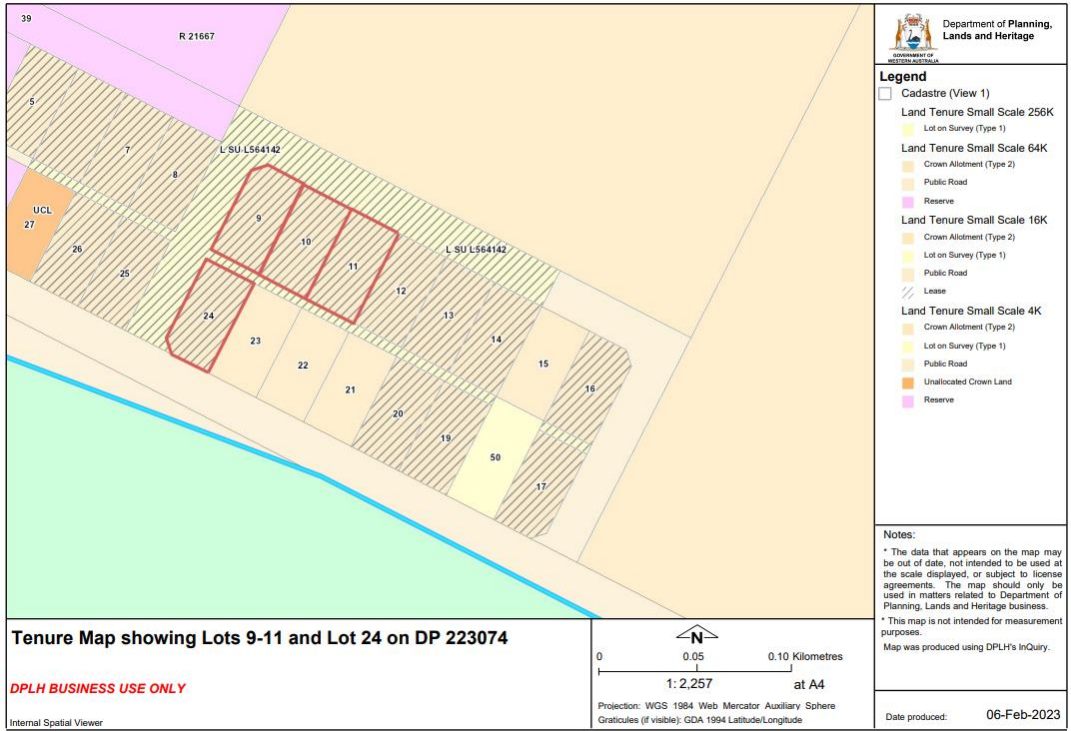 39
R 21667
5
7
8
L SU L564142
UCL
27
26
25
9
10
11
L SU L564142
12
13
14
15
16
24
23
22
21
20
19
50
17
Department of Planning,
Lands and Heritage
GOVERNMENT OF
WESTERN AUSTRALIA
Legend
Cadastre (View 1)
Land Tenure Small Scale 256K
Lot on Survey (Type 1)
Land Tenure Small Scale 64K
Crown Allotment (Type 2)
Public Road
Reserve
Land Tenure Small Scale 16K
Crown Allotment (Type 2)
Lot on Survey (Type 1)
Public Road
Lease
Land Tenure Small Scale 4K
Crown Allotment (Type 2)
Lot on Survey (Type 1)
Public Road
Unallocated Crown Land
Reserve
Notes:
* The data that appears on the map may
be out of date, not intended to be used at
the scale displayed, or subject to license
agreements. The map should only be
used in matters related to Department of
Planning, Lands and Heritage business.
* This map is not intended for measurement
purposes.
Map was produced using DPLH's InQuiry.
Date produced: 06-Feb-2023
Tenure Map showing Lots 9-11 and Lot 24 on DP 223074
DPLH BUSINESS USE ONLY
Internal Spatial Viewer
N
0 0.05 0.10 Kilometres
1: 2,257 at A4
Projection: WGS 1984 Web Mercator Auxiliary Sphere
Graticules (if visible): GDA 1994 Latitude/Longitude